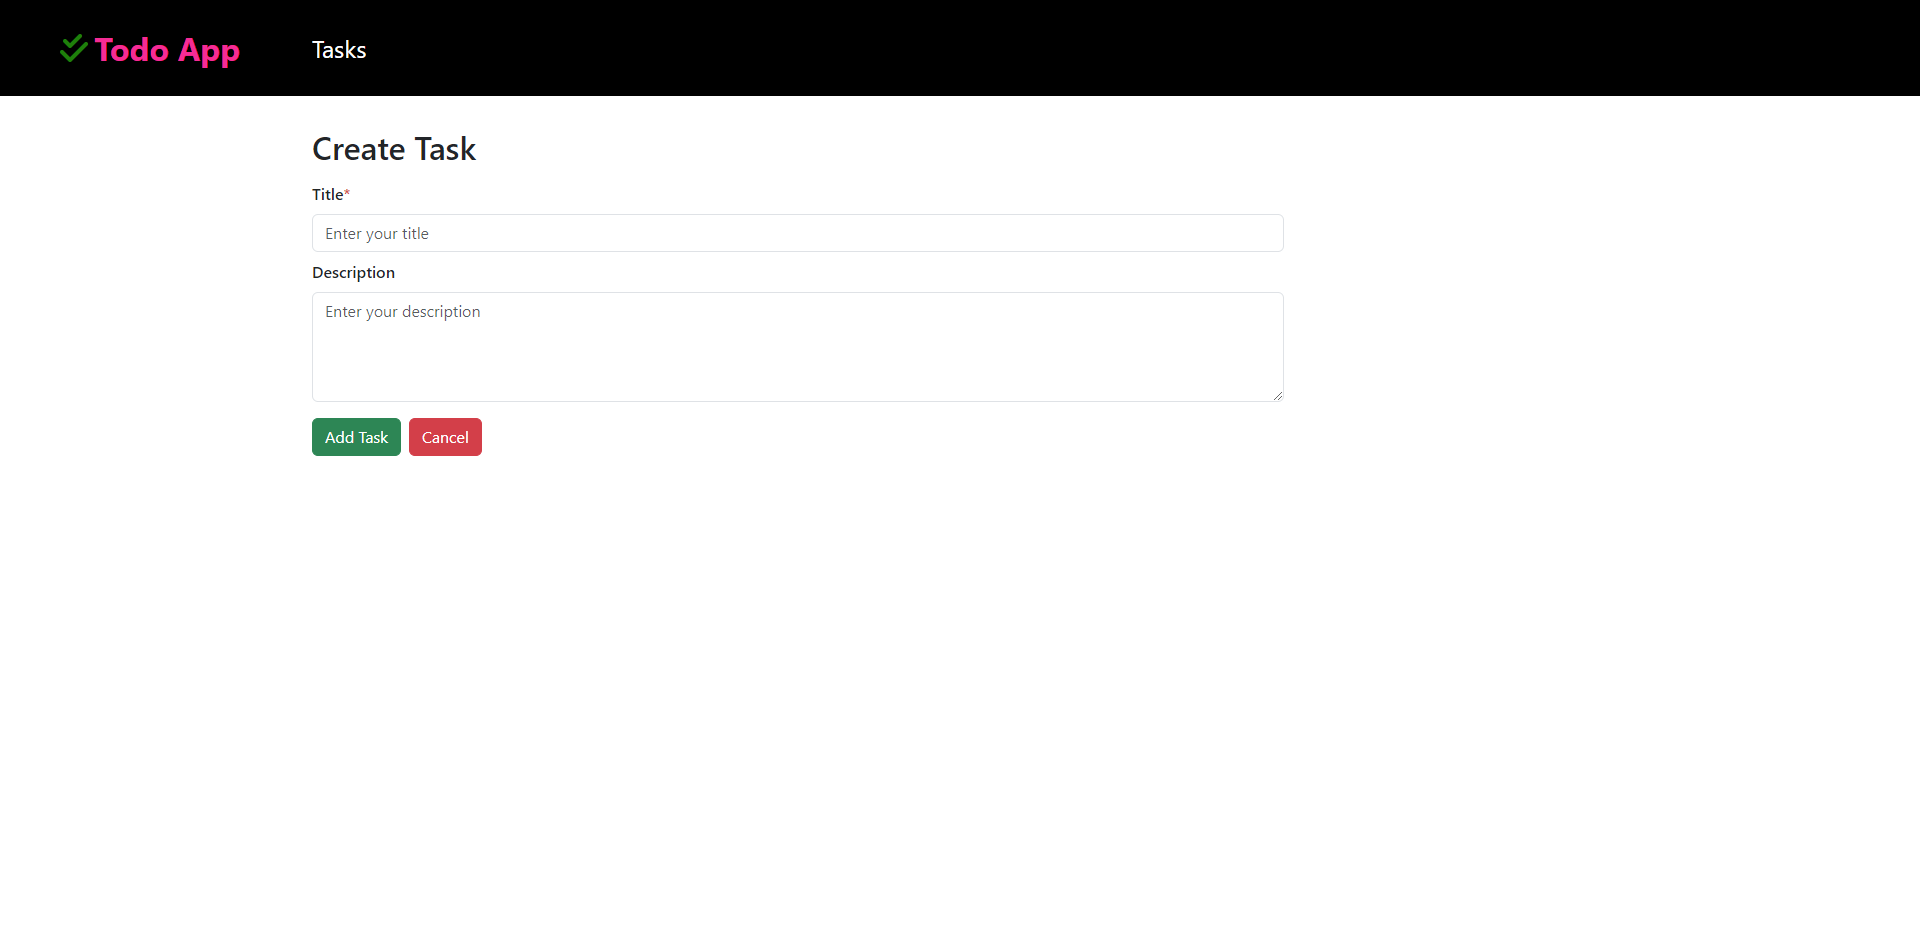 Todo App Tasks
Create Task
Title*
Enter your title
Description
Enter your description
Add Task Cancel